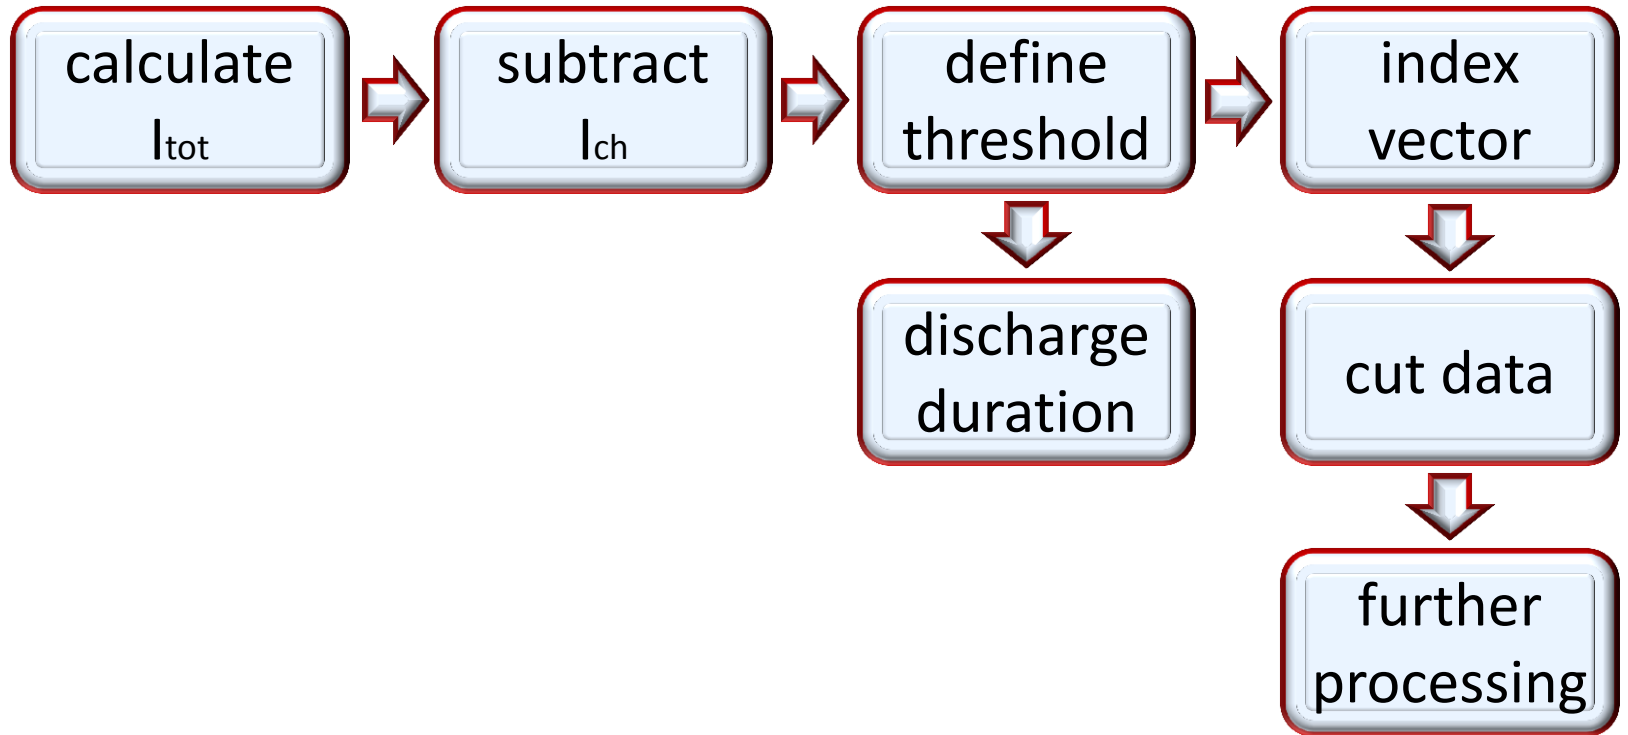 calculate
Itot
subtract
Ich
define
threshold
index
vector
discharge
duration
cut data
further
processing